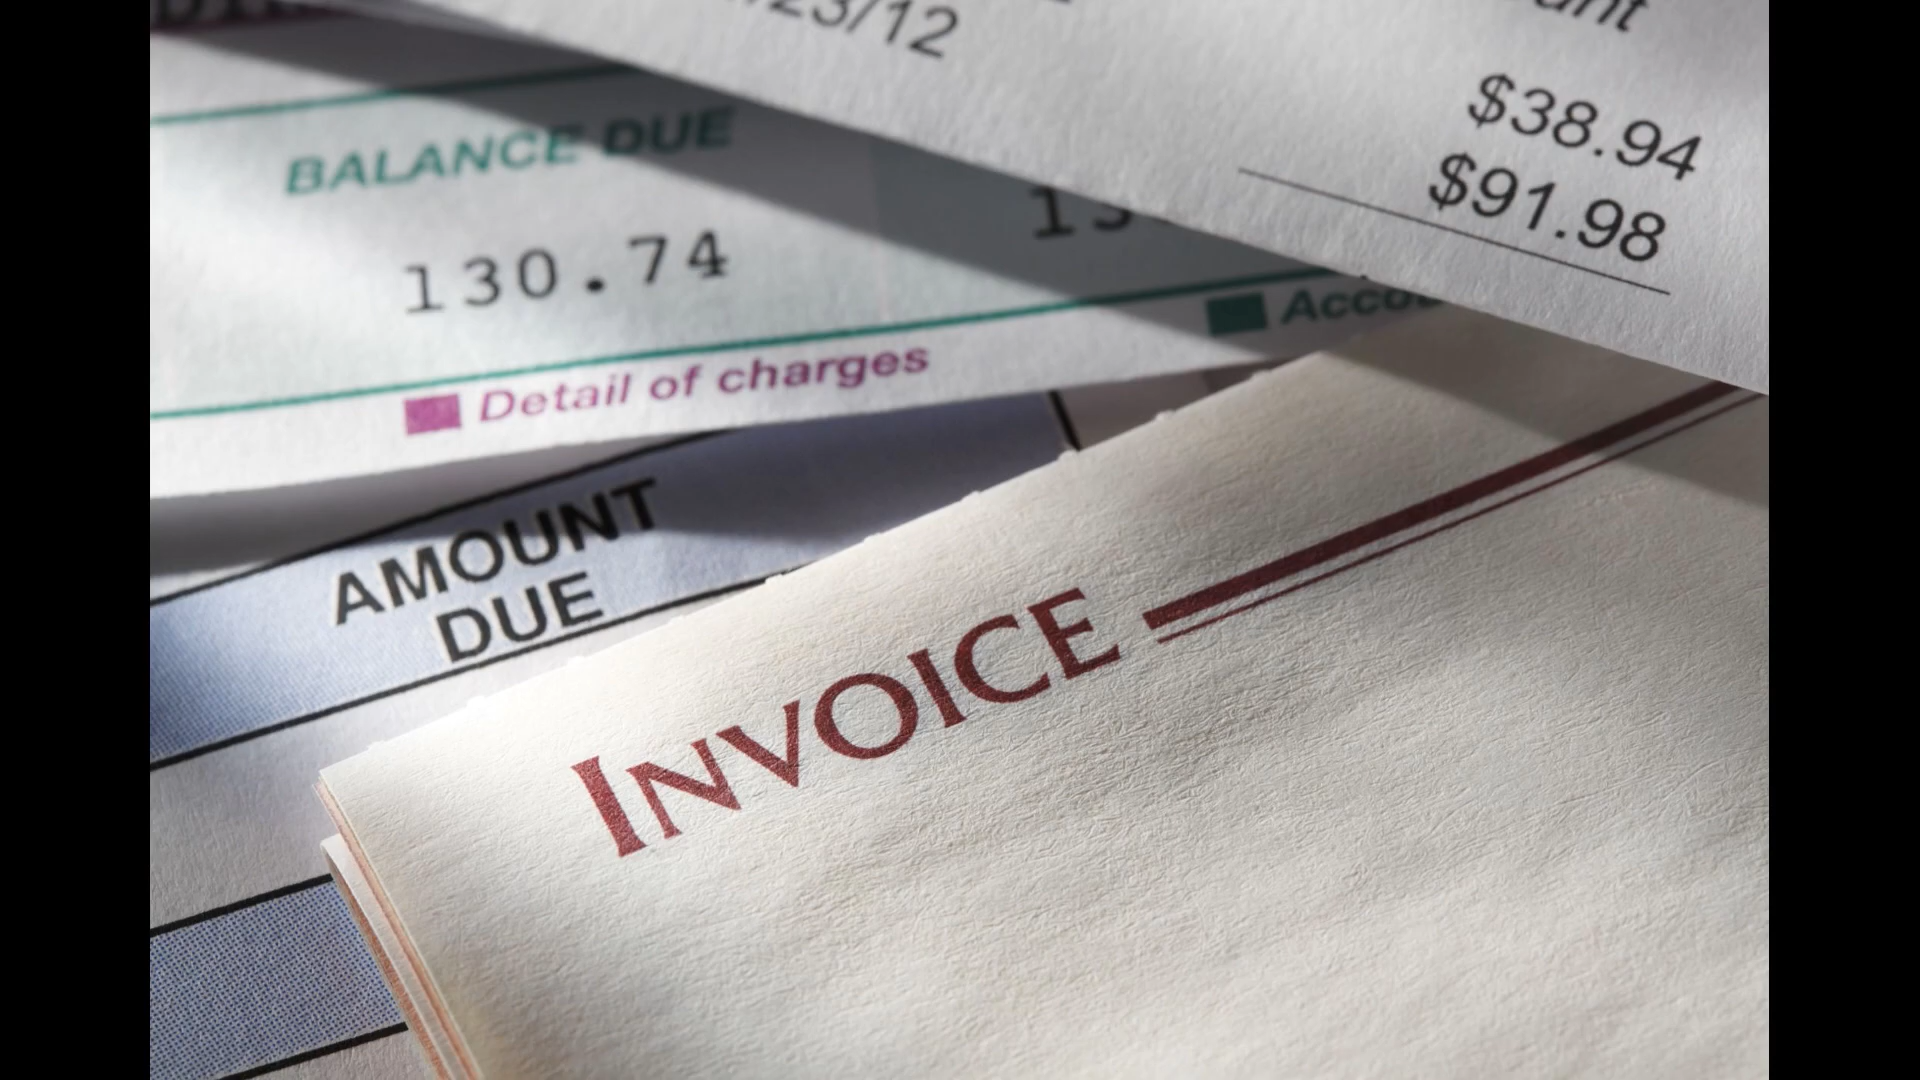 23/12
$38.94
$91.98
BALANCE DUE
130.74
Detail of charges
AMOUNT
DUE
INVOICE